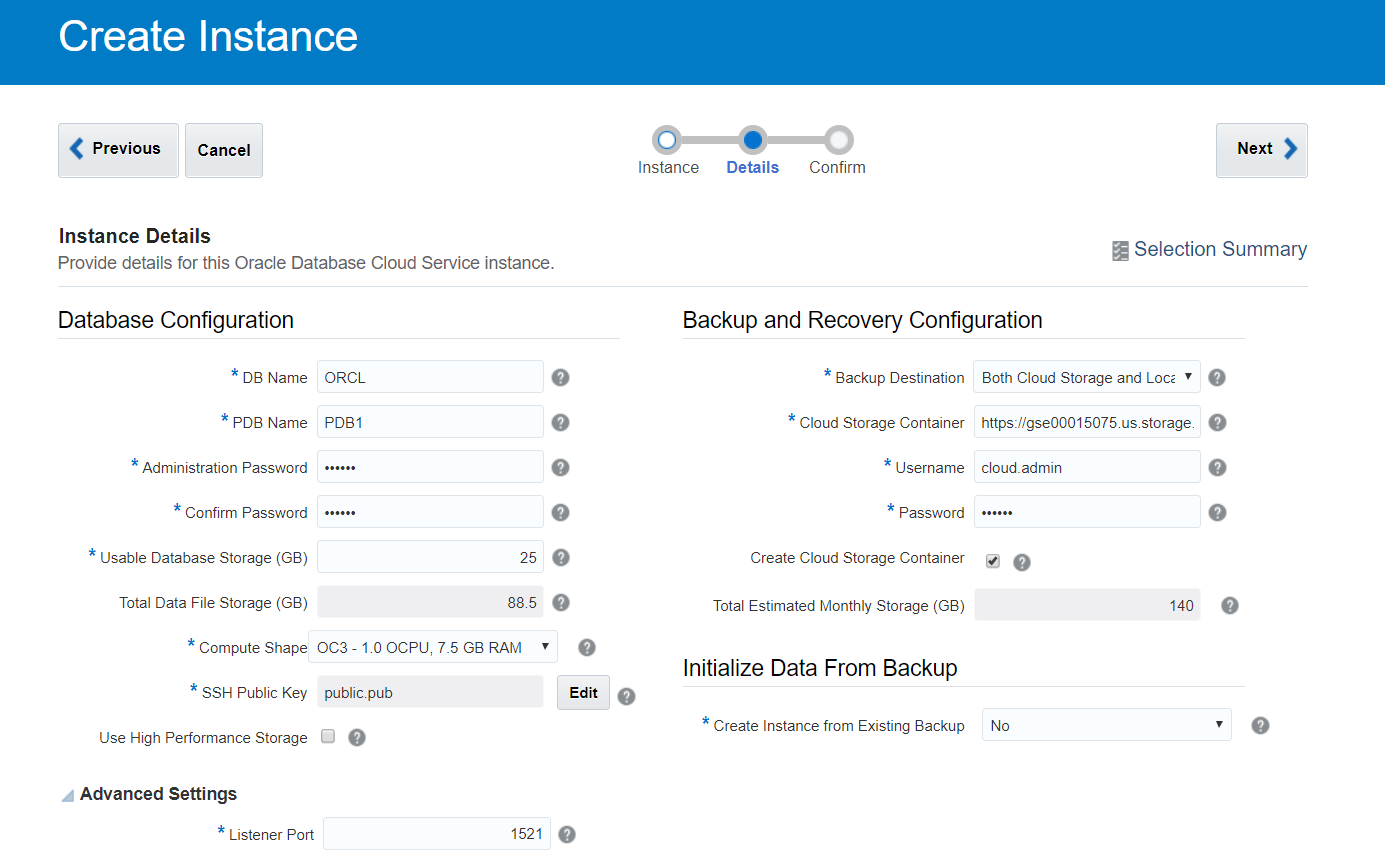 Create Instance
Previous
Cancel
Instance
Details
Confirm
Next
Instance Details
Provide details for this Oracle Database Cloud Service instance.
Selection Summary
Database Configuration
* DB Name ORCL ?
* PDB Name PDB1 ?
* Administration Password •••••• ?
* Confirm Password •••••• ?
* Usable Database Storage (GB) 25 ?
Total Data File Storage (GB) 88.5 ?
* Compute Shape OC3 - 1.0 OCPU, 7.5 GB RAM ?
* SSH Public Key public.pub Edit ?
Use High Performance Storage ?
Advanced Settings
* Listener Port 1521 ?
Backup and Recovery Configuration
* Backup Destination Both Cloud Storage and Loca ?
* Cloud Storage Container https://gse00015075.us.storage. ?
* Username cloud.admin ?
* Password •••••• ?
Create Cloud Storage Container ?
Total Estimated Monthly Storage (GB) 140 ?
Initialize Data From Backup
* Create Instance from Existing Backup No ?